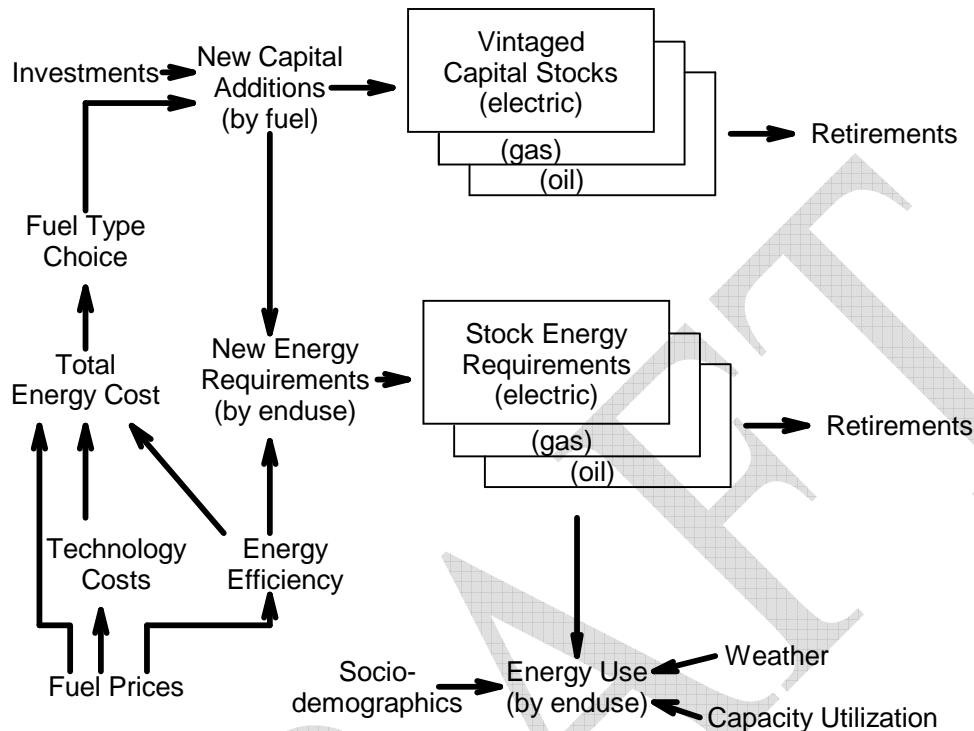 Investments
New Capital
Additions
(by fuel)
Vintaged
Capital Stocks
(electric)
(gas)
(oil)
Retirements
Fuel Type
Choice
Total
Energy Cost
New Energy
Requirements
(by enduse)
Stock Energy
Requirements
(electric)
(gas)
(oil)
Retirements
Technology
Costs
Energy
Efficiency
Fuel Prices
Socio-
demographics
Energy Use
(by enduse)
Weather
Capacity Utilization